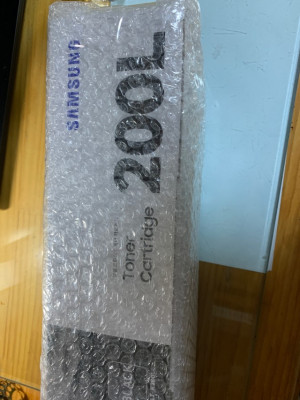 SAMSUNG
200L
Toner
Cartridge